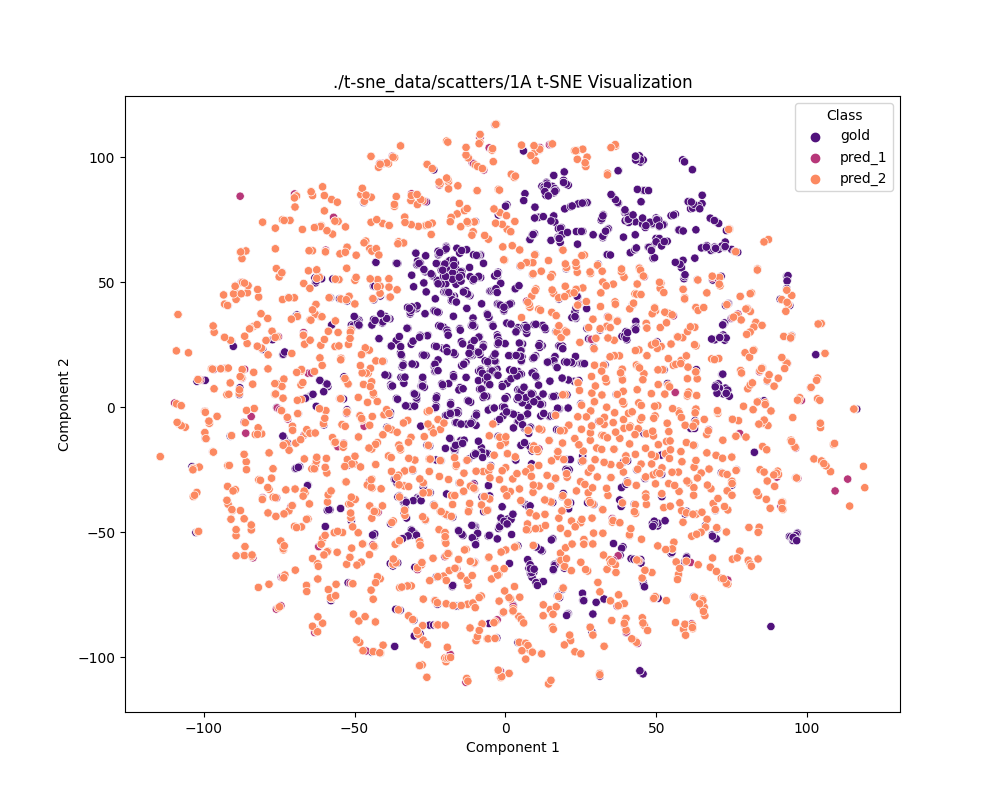 ./t-sne_data/scatters/1A t-SNE Visualization
Class
gold
pred_1
pred_2
100
50
0
−50
−100
Component 2
−100
−50
0
50
100
Component 1